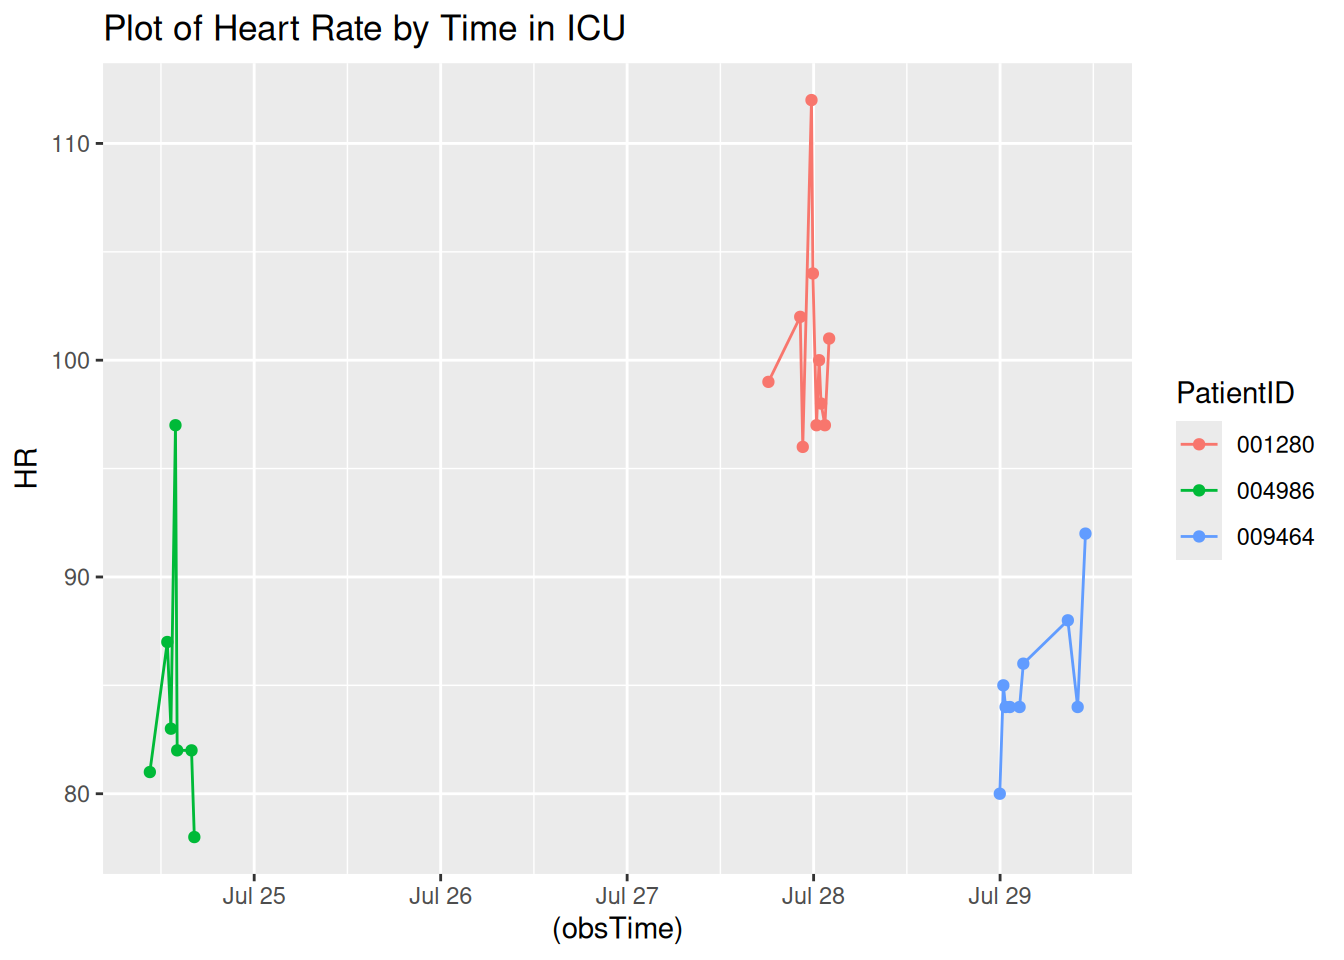 Plot of Heart Rate by Time in ICU
HR
110
100
90
80
Jul 25
Jul 26
Jul 27
Jul 28
Jul 29
(obsTime)
PatientID
001280
004986
009464